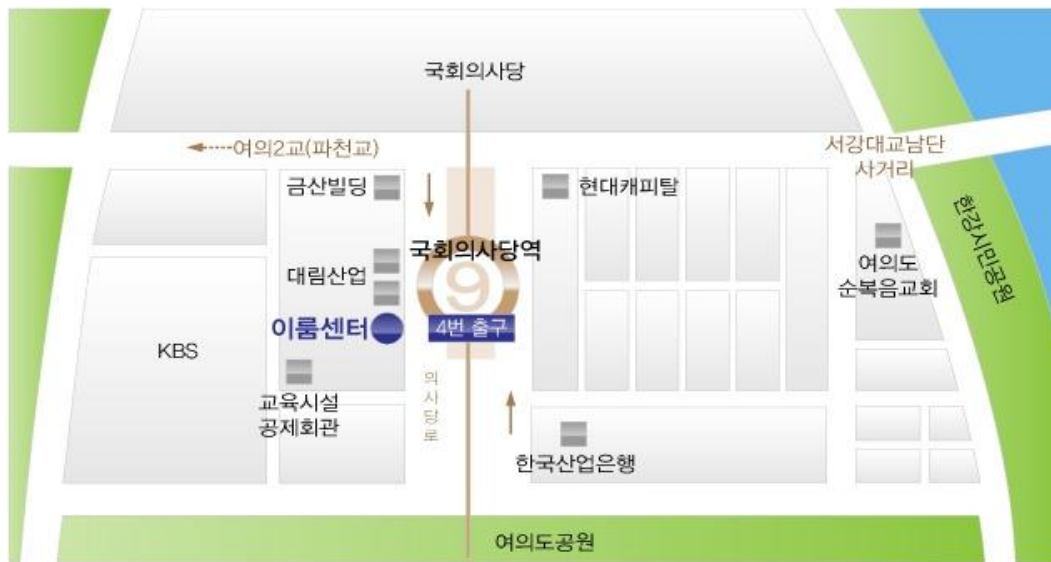 국회의사당
여의2교(파천교)
서강대교남단
사거리
금산빌딩
현대캐피탈
국회의사당역
9
대림산업
여의도
순복음교회
한강시민공원
이룸센터
4번 출구
KBS
교육시설
공제회관
의사당로
한국산업은행
여의도공원